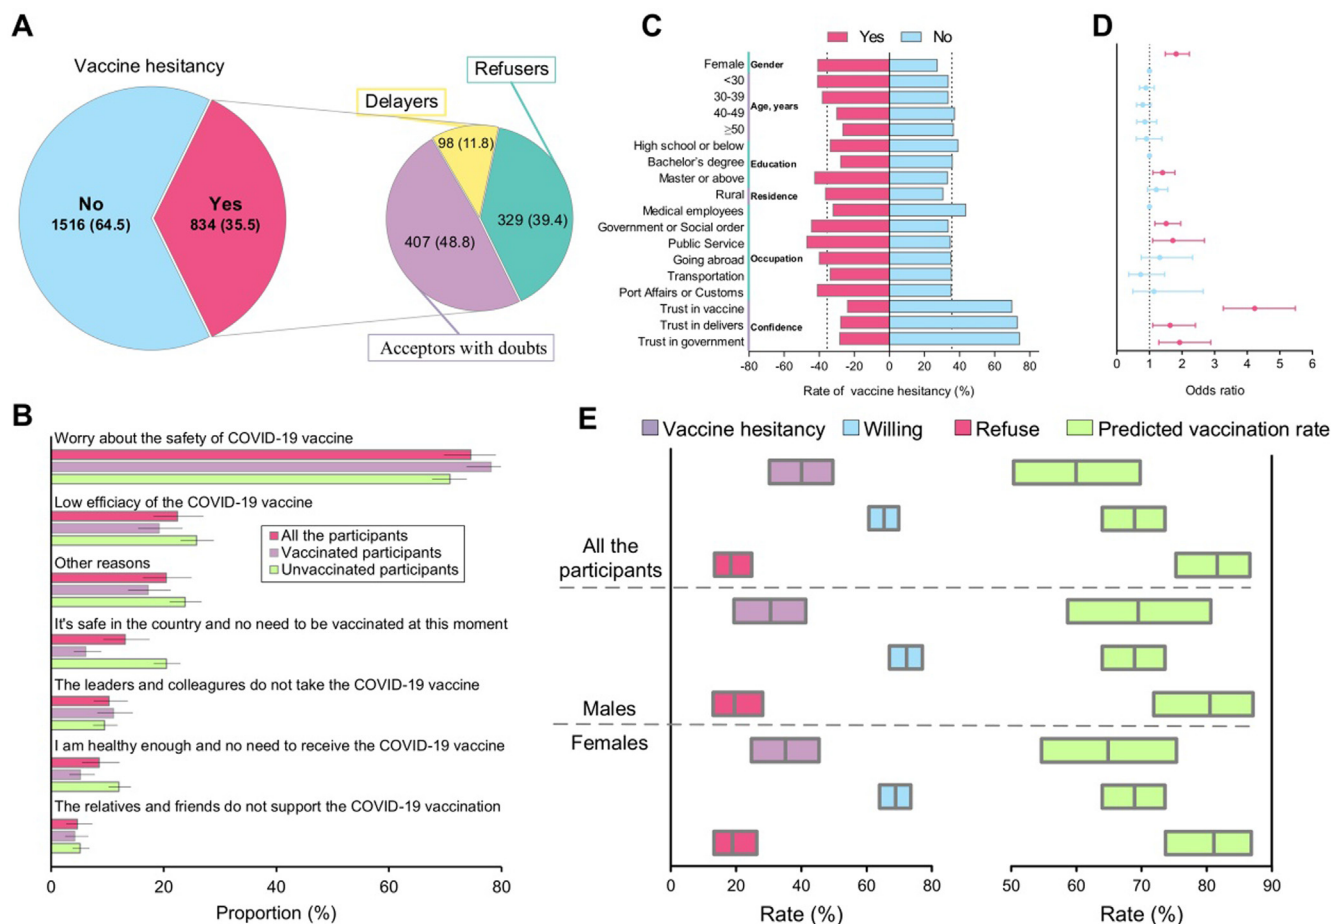 A
Vaccine hesitancy
Refusers
Delayers
98 (11.8)
No
1516 (64.5)
Yes
834 (35.5)
329 (39.4)
407 (48.8)
Acceptors with doubts
C
Yes
No
Female
Gender
<30
30-39
Age, years
40-49
≥50
High school or below
Bachelor's degree
Education
Master or above
Rural
Residence
Medical employees
Government or Social order
Public Service
Going abroad
Occupation
Transportation
Port Affairs or Customs
Trust in vaccine
Trust in delivers
Confidence
Trust in government
-80 -60 -40 -20 0 20 40 60 80
Rate of vaccine hesitancy (%)
D
0 1 2 3 4 5 6
Odds ratio
B
Worry about the safety of COVID-19 vaccine
Low efficiacy of the COVID-19 vaccine
All the participants
Vaccinated participants
Unvaccinated participants
Other reasons
It's safe in the country and no need to be vaccinated at this moment
The leaders and colleagures do not take the COVID-19 vaccine
I am healthy enough and no need to receive the COVID-19 vaccine
The relatives and friends do not support the COVID-19 vaccination
0 20 40 60 80
Proportion (%)
E
Vaccine hesitancy
Willing
Refuse
Predicted vaccination rate
All the
participants
Males
Females
0 20 40 60 80
Rate (%)
50 60 70 80 90
Rate (%)